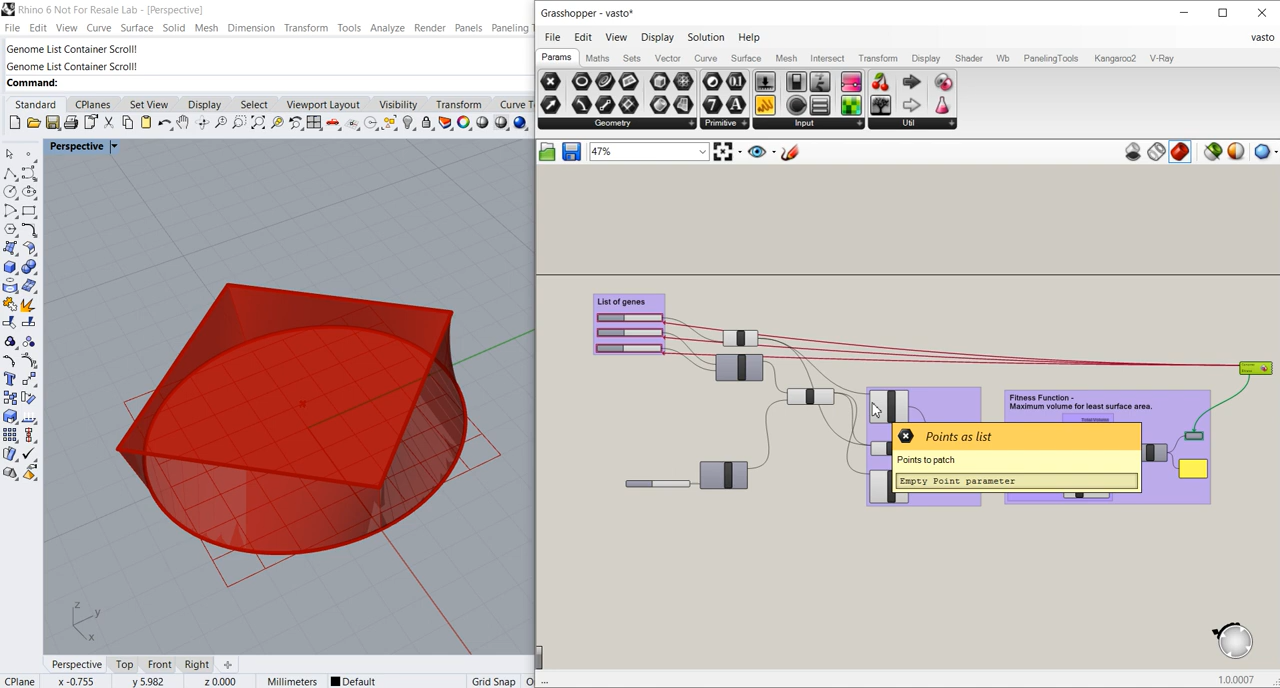 Rhino 6 Not For Resale Lab - [Perspective]
File Edit View Curve Surface Solid Mesh Dimension Transform Tools Analyze Render Panels Paneling T
Genome List Container Scroll!
Genome List Container Scroll!
Command:
Standard CPlanes Set View Display Select Viewport Layout Visibility Transform Curve T
Perspective
z
y
x
Perspective Top Front Right
CPlane x -0.755 y 5.982 z 0.000 Millimeters Default Grid Snap O
Grasshopper - vasto*
File Edit View Display Solution Help
vasto
Params Maths Sets Vector Curve Surface Mesh Intersect Transform Display Shader Wb PanelingTools Kangaroo2 V-Ray
Geometry Primitive Input Util
47%
List of genes
Fitness Function -
Maximum volume for least surface area.
Points as list
Points to patch
Empty Point parameter
...
1.0.0007